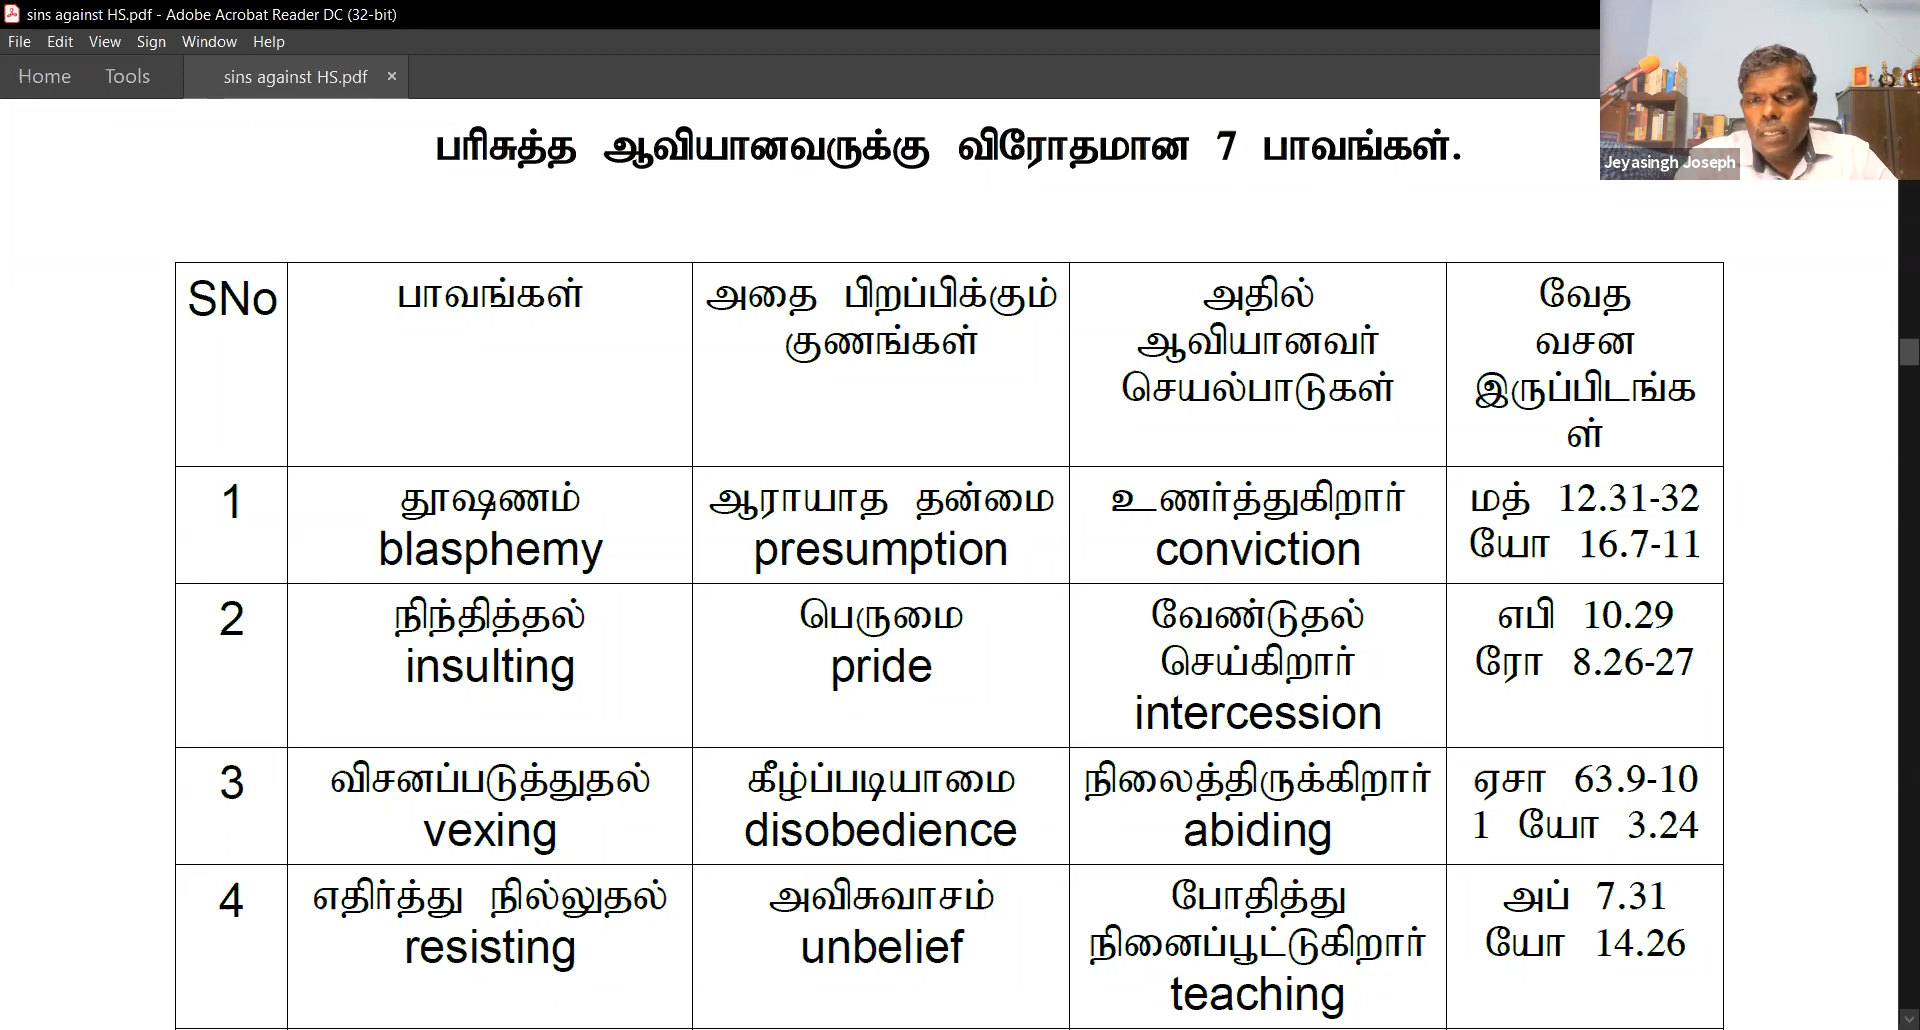 sins against HS.pdf - Adobe Acrobat Reader DC (32-bit)
File Edit View Sign Window Help
Home Tools sins against HS.pdf ×
Jeyasingh Joseph
பரிசுத்த ஆவியானவருக்கு விரோதமான 7 பாவங்கள்.
SNo
பாவங்கள்
அதை பிறப்பிக்கும்
குணங்கள்
அதில்
ஆவியானவர்
செயல்பாடுகள்
வேத
வசன
இருப்பிடங்க
ள்
1
தூஷணம்
blasphemy
ஆராயாத தன்மை
presumption
உணர்த்துகிறார்
conviction
மத் 12.31-32
யோ 16.7-11
2
நிந்தித்தல்
insulting
பெருமை
pride
வேண்டுதல்
செய்கிறார்
intercession
எபி 10.29
ரோ 8.26-27
3
விசனப்படுத்துதல்
vexing
கீழ்ப்படியாமை
disobedience
நிலைத்திருக்கிறார்
abiding
ஏசா 63.9-10
1 யோ 3.24
4
எதிர்த்து நில்லுதல்
resisting
அவிசுவாசம்
unbelief
போதித்து
நினைப்பூட்டுகிறார்
teaching
அப் 7.31
யோ 14.26